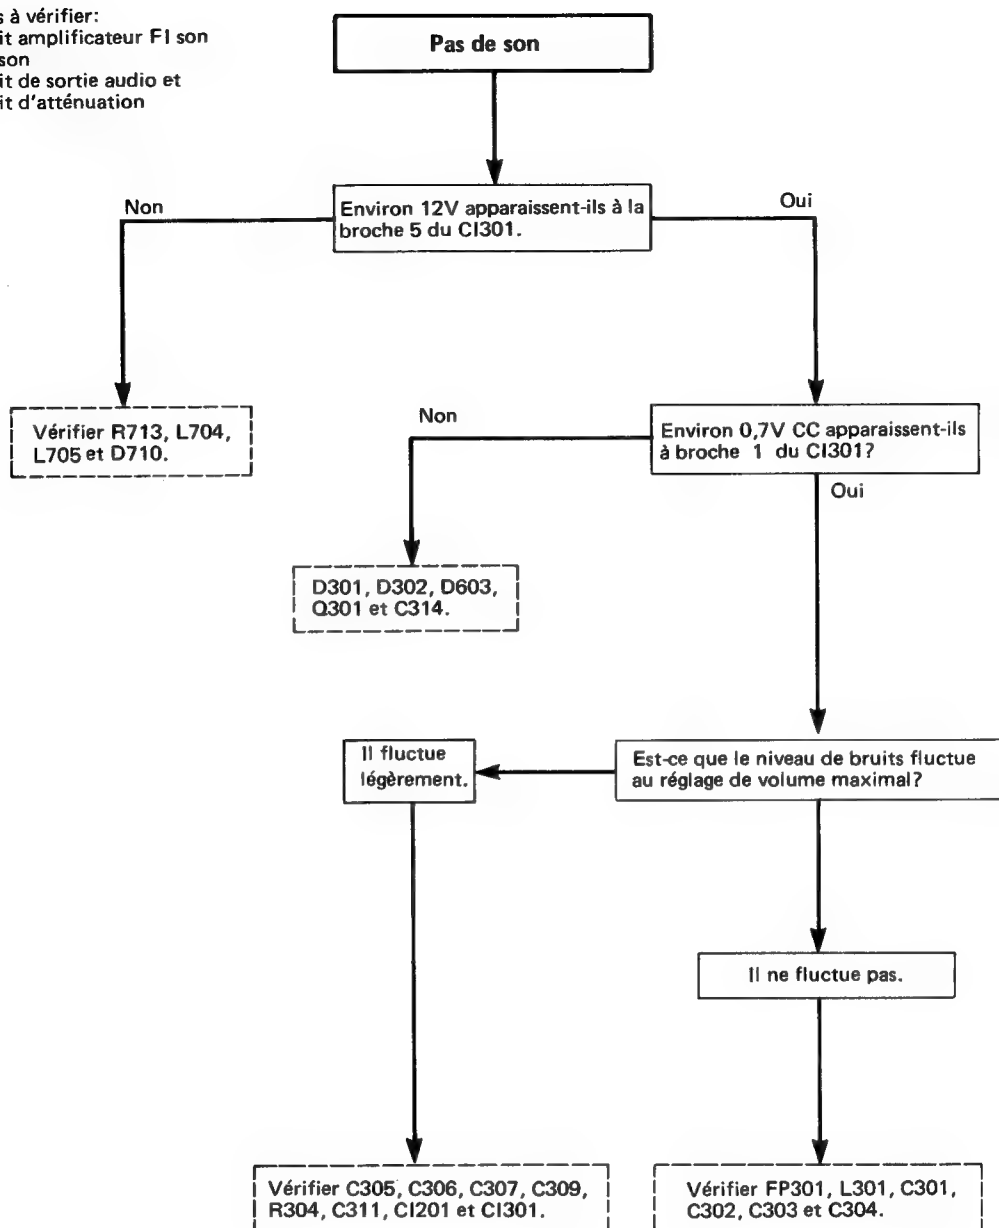 à vérifier:
amplificateur FI son
son
de sortie audio et
d'atténuation
Pas de son
Non
Environ 12V apparaissent-ils à la
broche 5 du CI301.
Oui
Vérifier R713, L704,
L705 et D710.
Non
Environ 0,7V CC apparaissent-ils
à broche 1 du CI301?
Oui
D301, D302, D603,
Q301 et C314.
Il fluctue
légèrement.
Est-ce que le niveau de bruits fluctue
au réglage de volume maximal?
Il ne fluctue pas.
Vérifier C305, C306, C307, C309,
R304, C311, CI201 et CI301.
Vérifier FP301, L301, C301,
C302, C303 et C304.